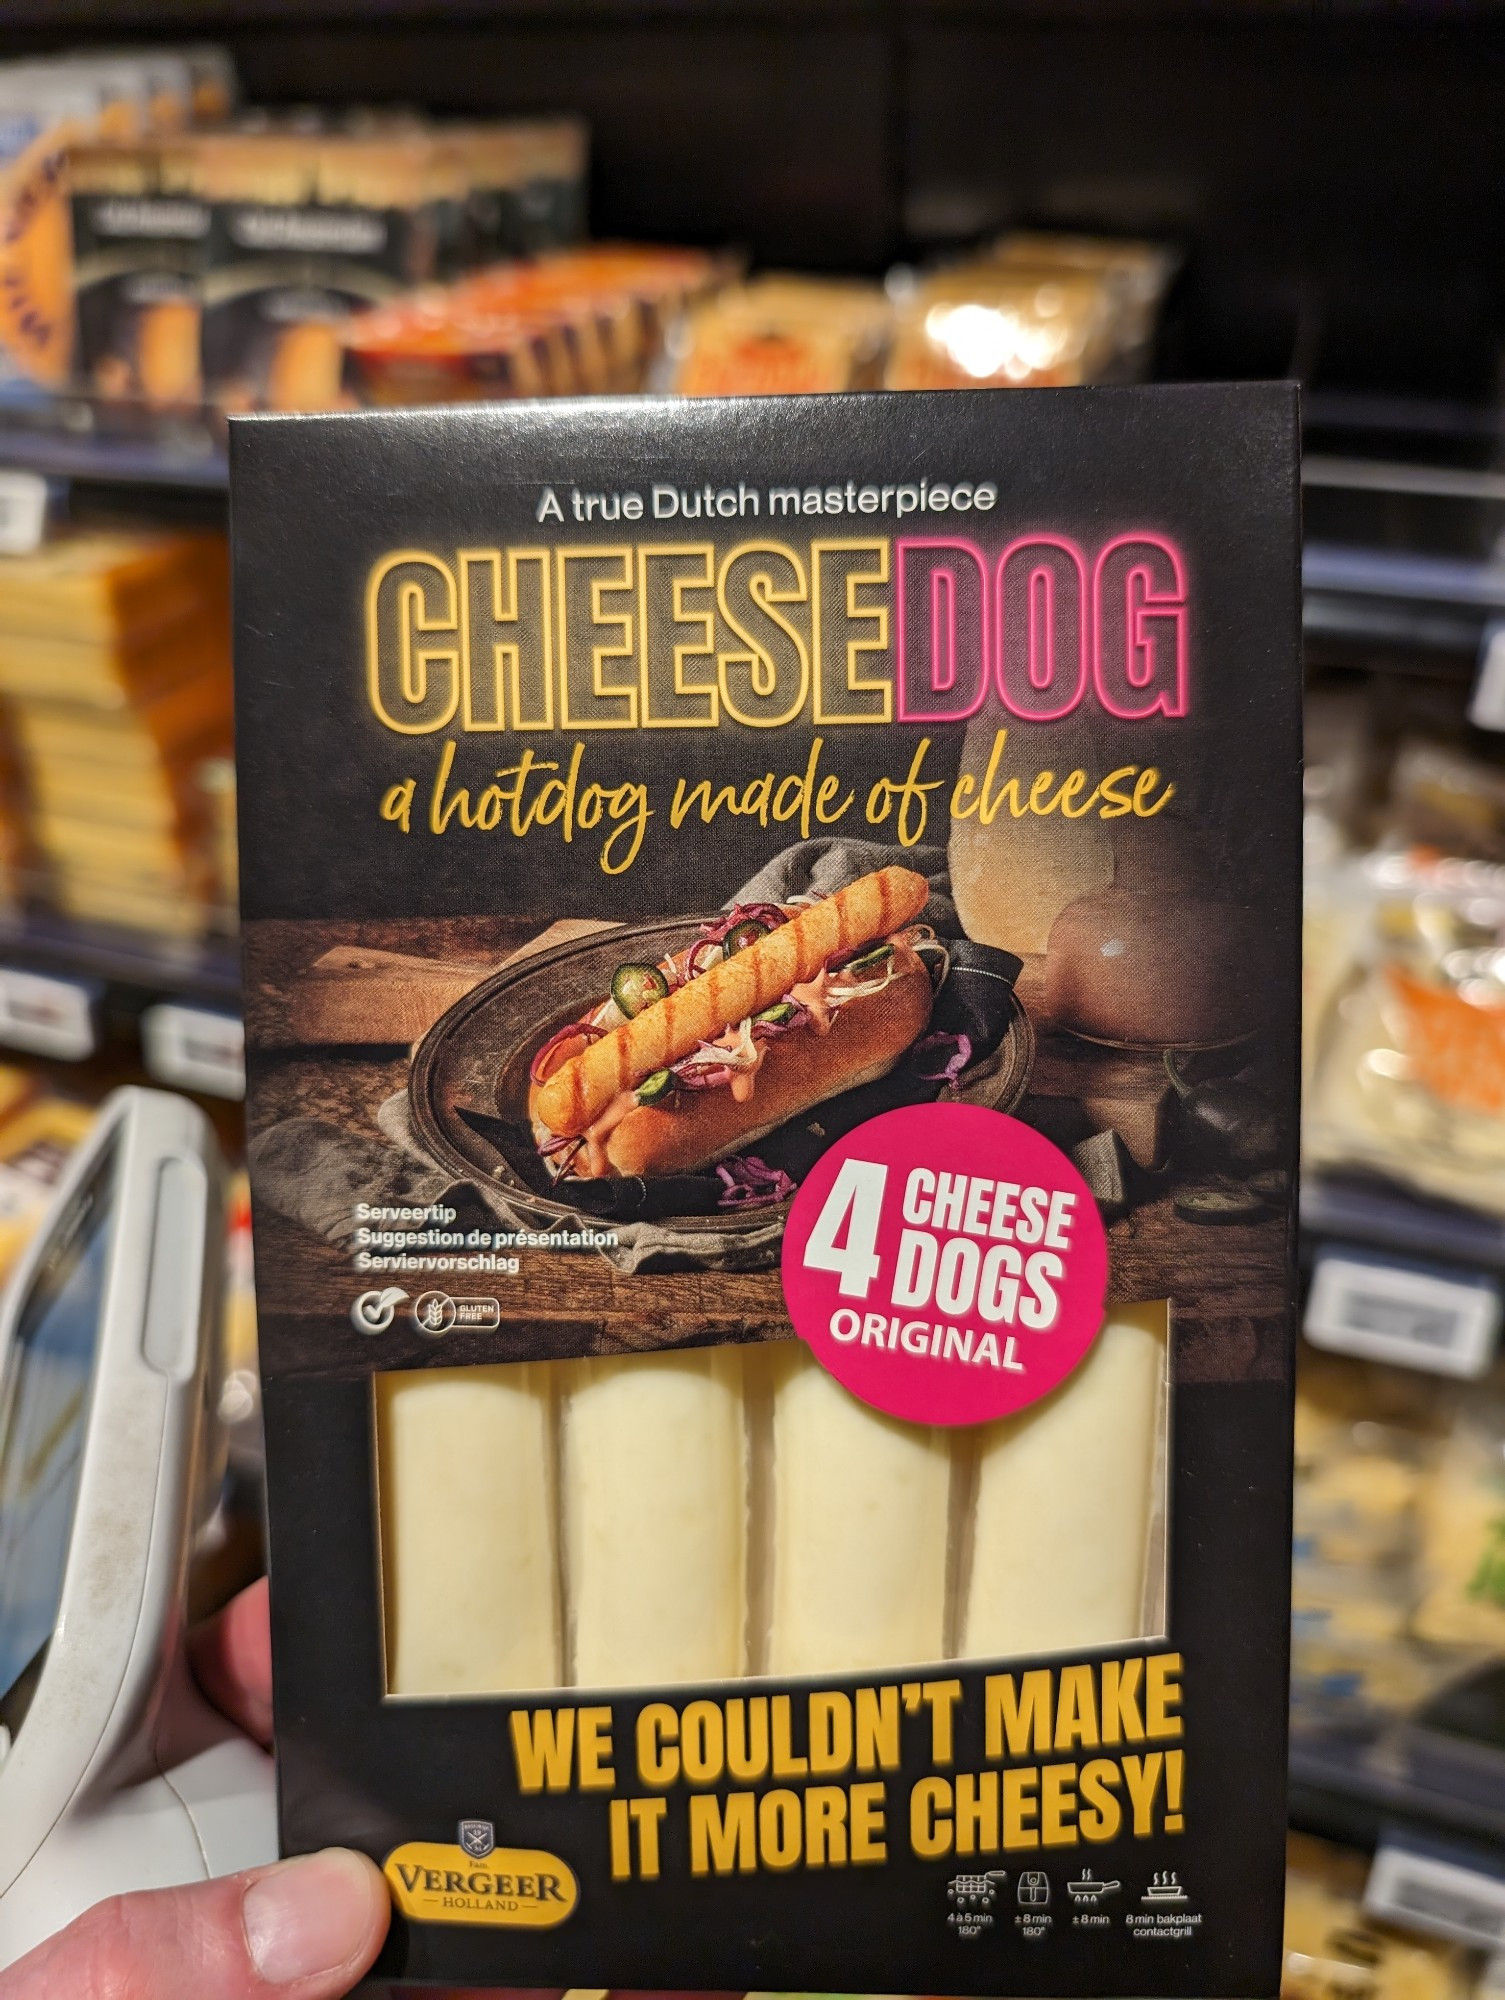 A true Dutch masterpiece
CHEESEDOG
a hotdog made of cheese
Serveertip
Suggestion de présentation
Serviervorschlag
GLUTEN
FREE
4 CHEESE
DOGS
ORIGINAL
WE COULDN'T MAKE
IT MORE CHEESY!
Fam.
VERGEER
HOLLAND
4 à 5 min
180°
± 8 min
180°
± 8 min
8 min bakplaat
contactgrill